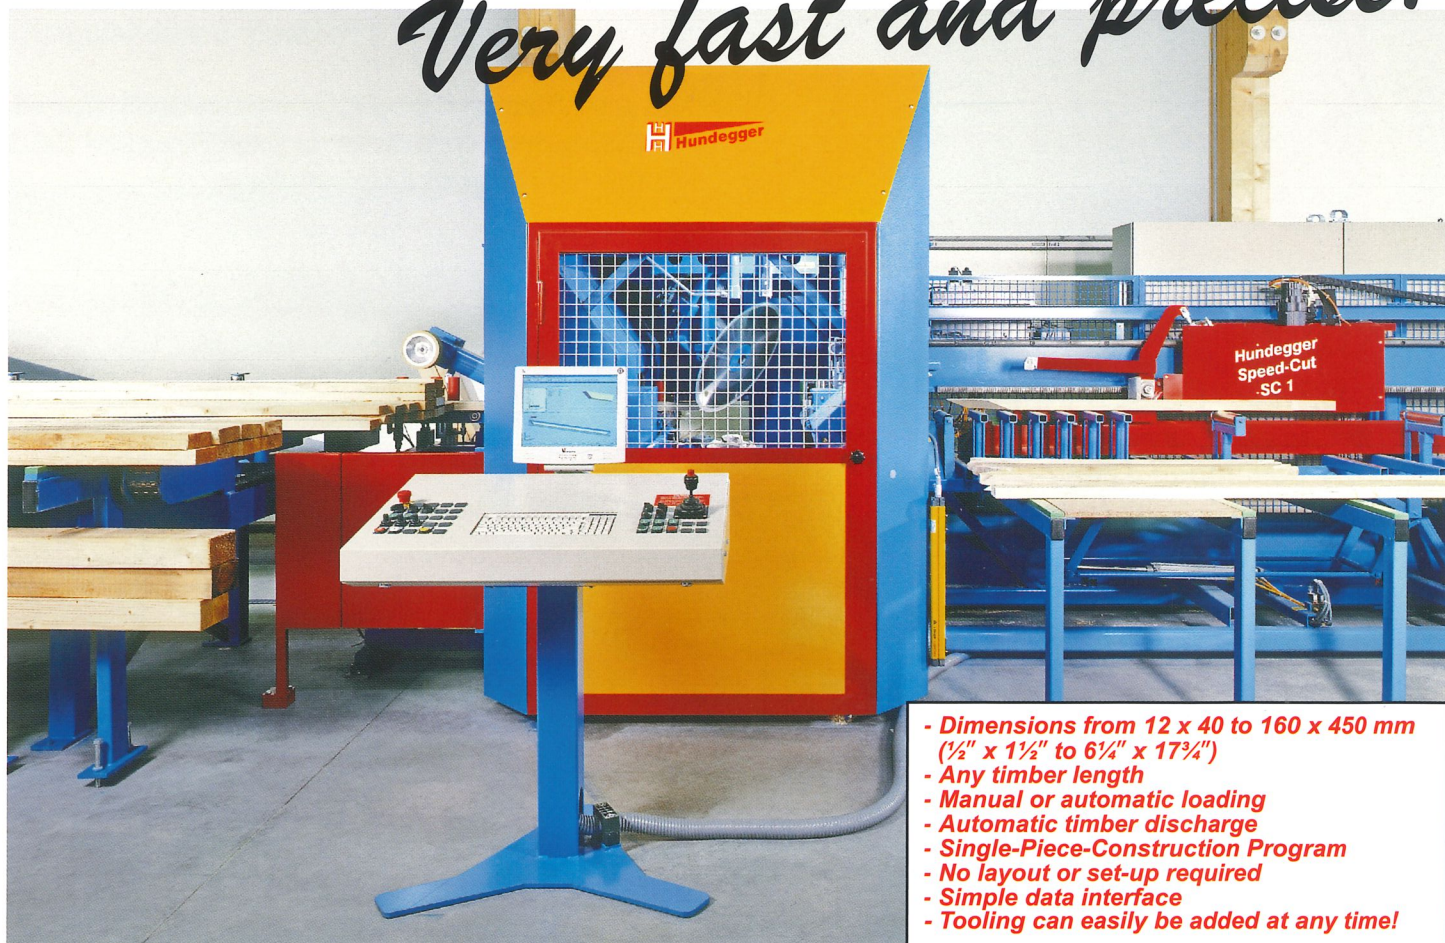 Very fast and precise!
Hundegger
Hundegger
Speed-Cut
SC 1
- Dimensions from 12 x 40 to 160 x 450 mm
(½" x 1½" to 6¼" x 17¾")
- Any timber length
- Manual or automatic loading
- Automatic timber discharge
- Single-Piece-Construction Program
- No layout or set-up required
- Simple data interface
- Tooling can easily be added at any time!